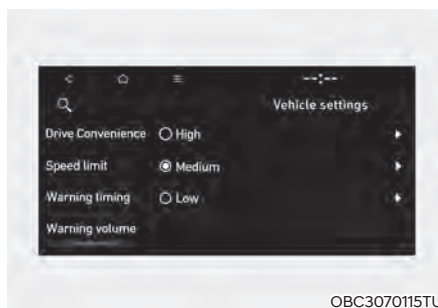 --:--
Vehicle settings
Drive Convenience High
Speed limit Medium
Warning timing Low
Warning volume
OBC3070115TU